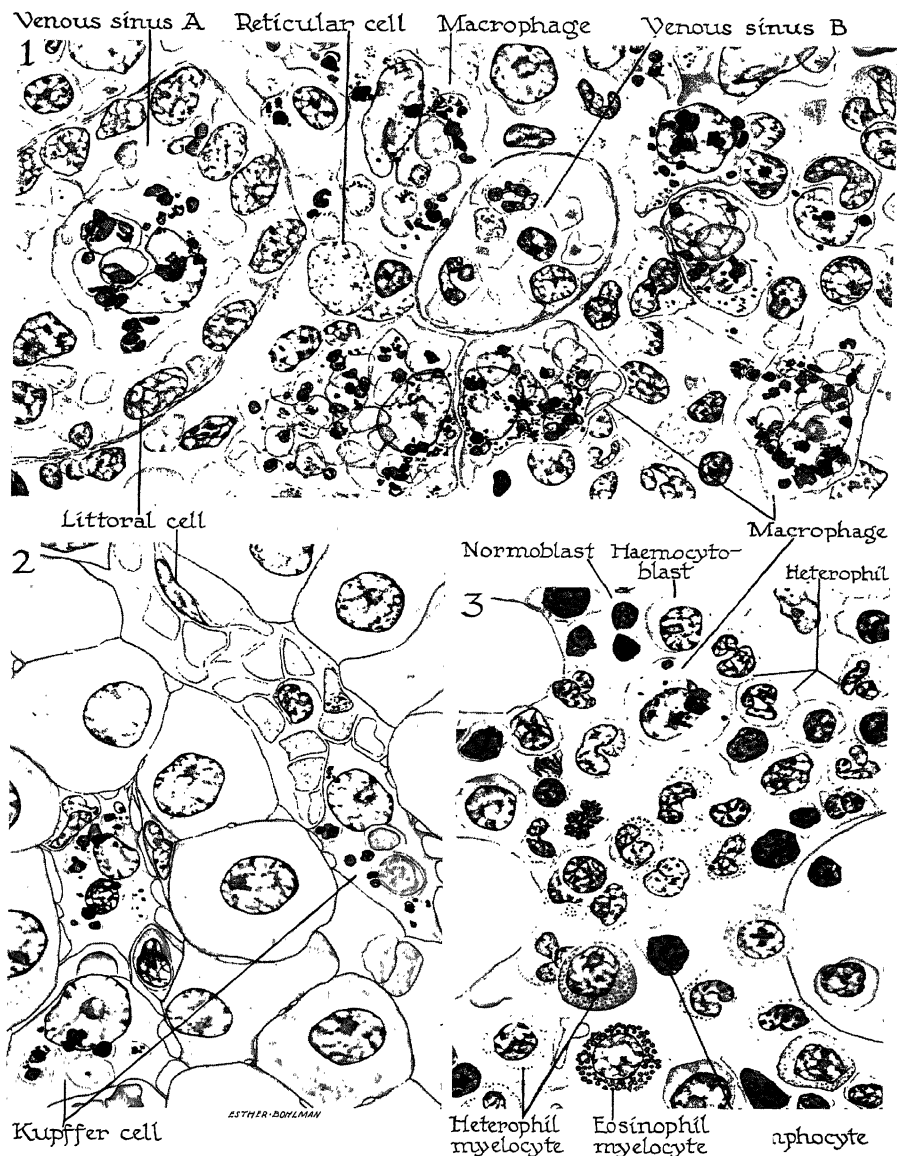 Venous sinus A Reticular cell Macrophage Venous sinus B
1
Littoral cell
Macrophage
2
Normoblast Haemocyto-
blast
Heterophil
3
ESTHER·BOHLMAN
Kupffer cell
Heterophil
myelocyte
Eosinophil
myelocyte
nphocyte